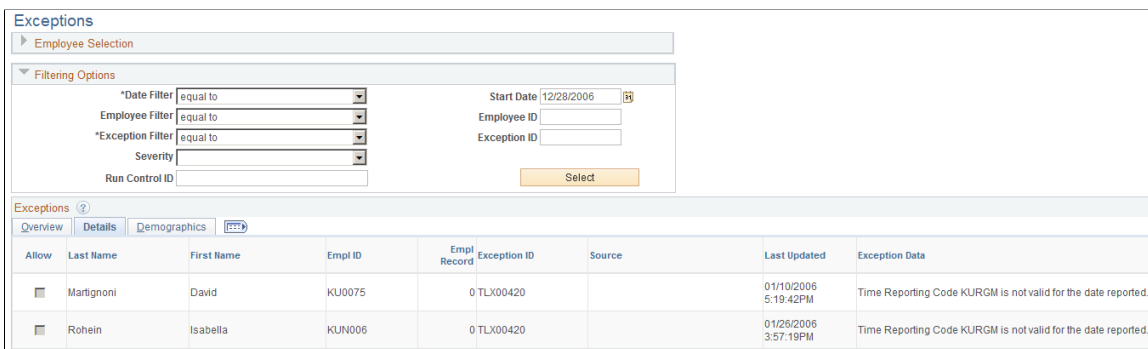 Exceptions
Employee Selection
Filtering Options
*Date Filter equal to Start Date 12/28/2006
Employee Filter equal to Employee ID
*Exception Filter equal to Exception ID
Severity
Run Control ID Select
Exceptions ?
Overview Details Demographics
Allow Last Name First Name Empl ID Empl Record Exception ID Source Last Updated Exception Data
Martignoni David KU0075 0 TLX00420 01/10/2006 5:19:42PM Time Reporting Code KURGM is not valid for the date reported.
Rohein Isabella KUN006 0 TLX00420 01/26/2006 3:57:19PM Time Reporting Code KURGM is not valid for the date reported.